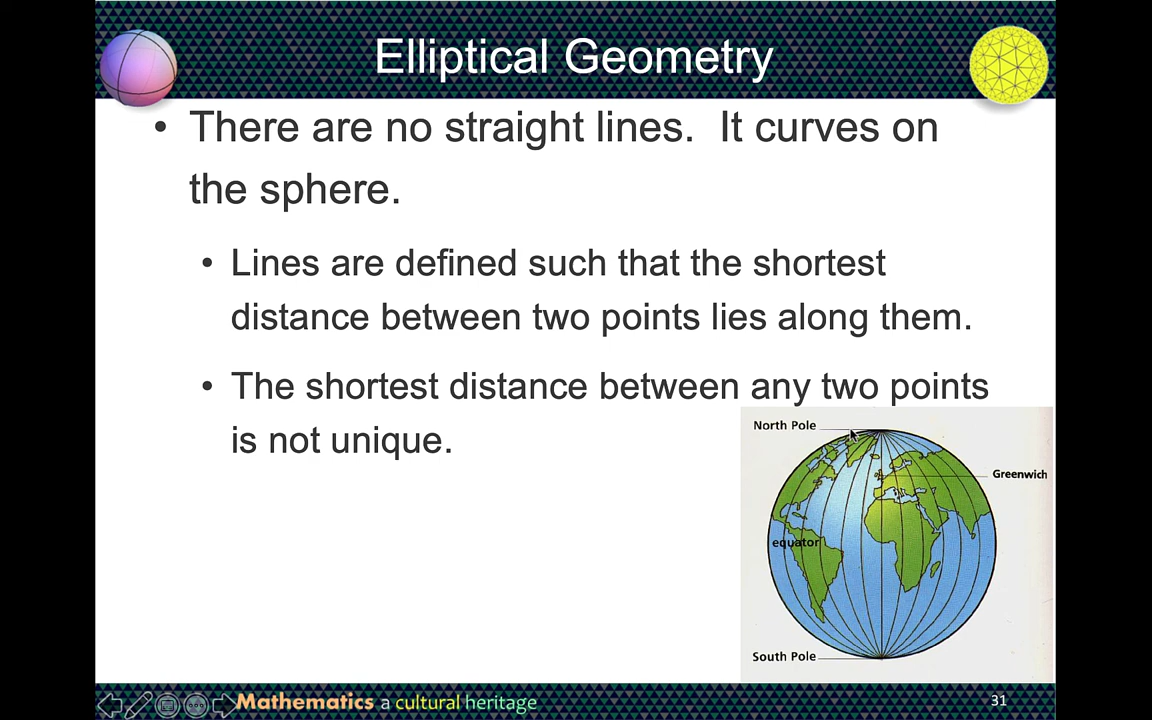 Elliptical Geometry
• There are no straight lines. It curves on
the sphere.
• Lines are defined such that the shortest
distance between two points lies along them.
• The shortest distance between any two points
is not unique.
North Pole
Greenwich
equator
South Pole
Mathematics a cultural heritage
31